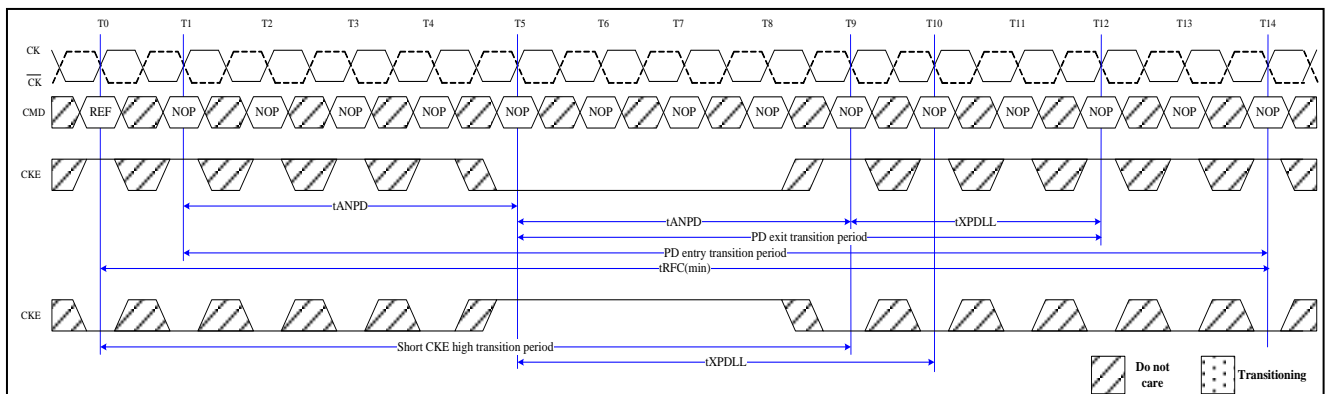 T0 T1 T2 T3 T4 T5 T6 T7 T8 T9 T10 T11 T12 T13 T14
CK
CK
CMD REF NOP NOP NOP NOP NOP NOP NOP NOP NOP NOP NOP NOP NOP NOP
CKE
tANPD
tANPD tXPDLL
PD exit transition period
PD entry transition period
tRFC(min)
CKE
Short CKE high transition period
tXPDLL
Do not care
Transitioning